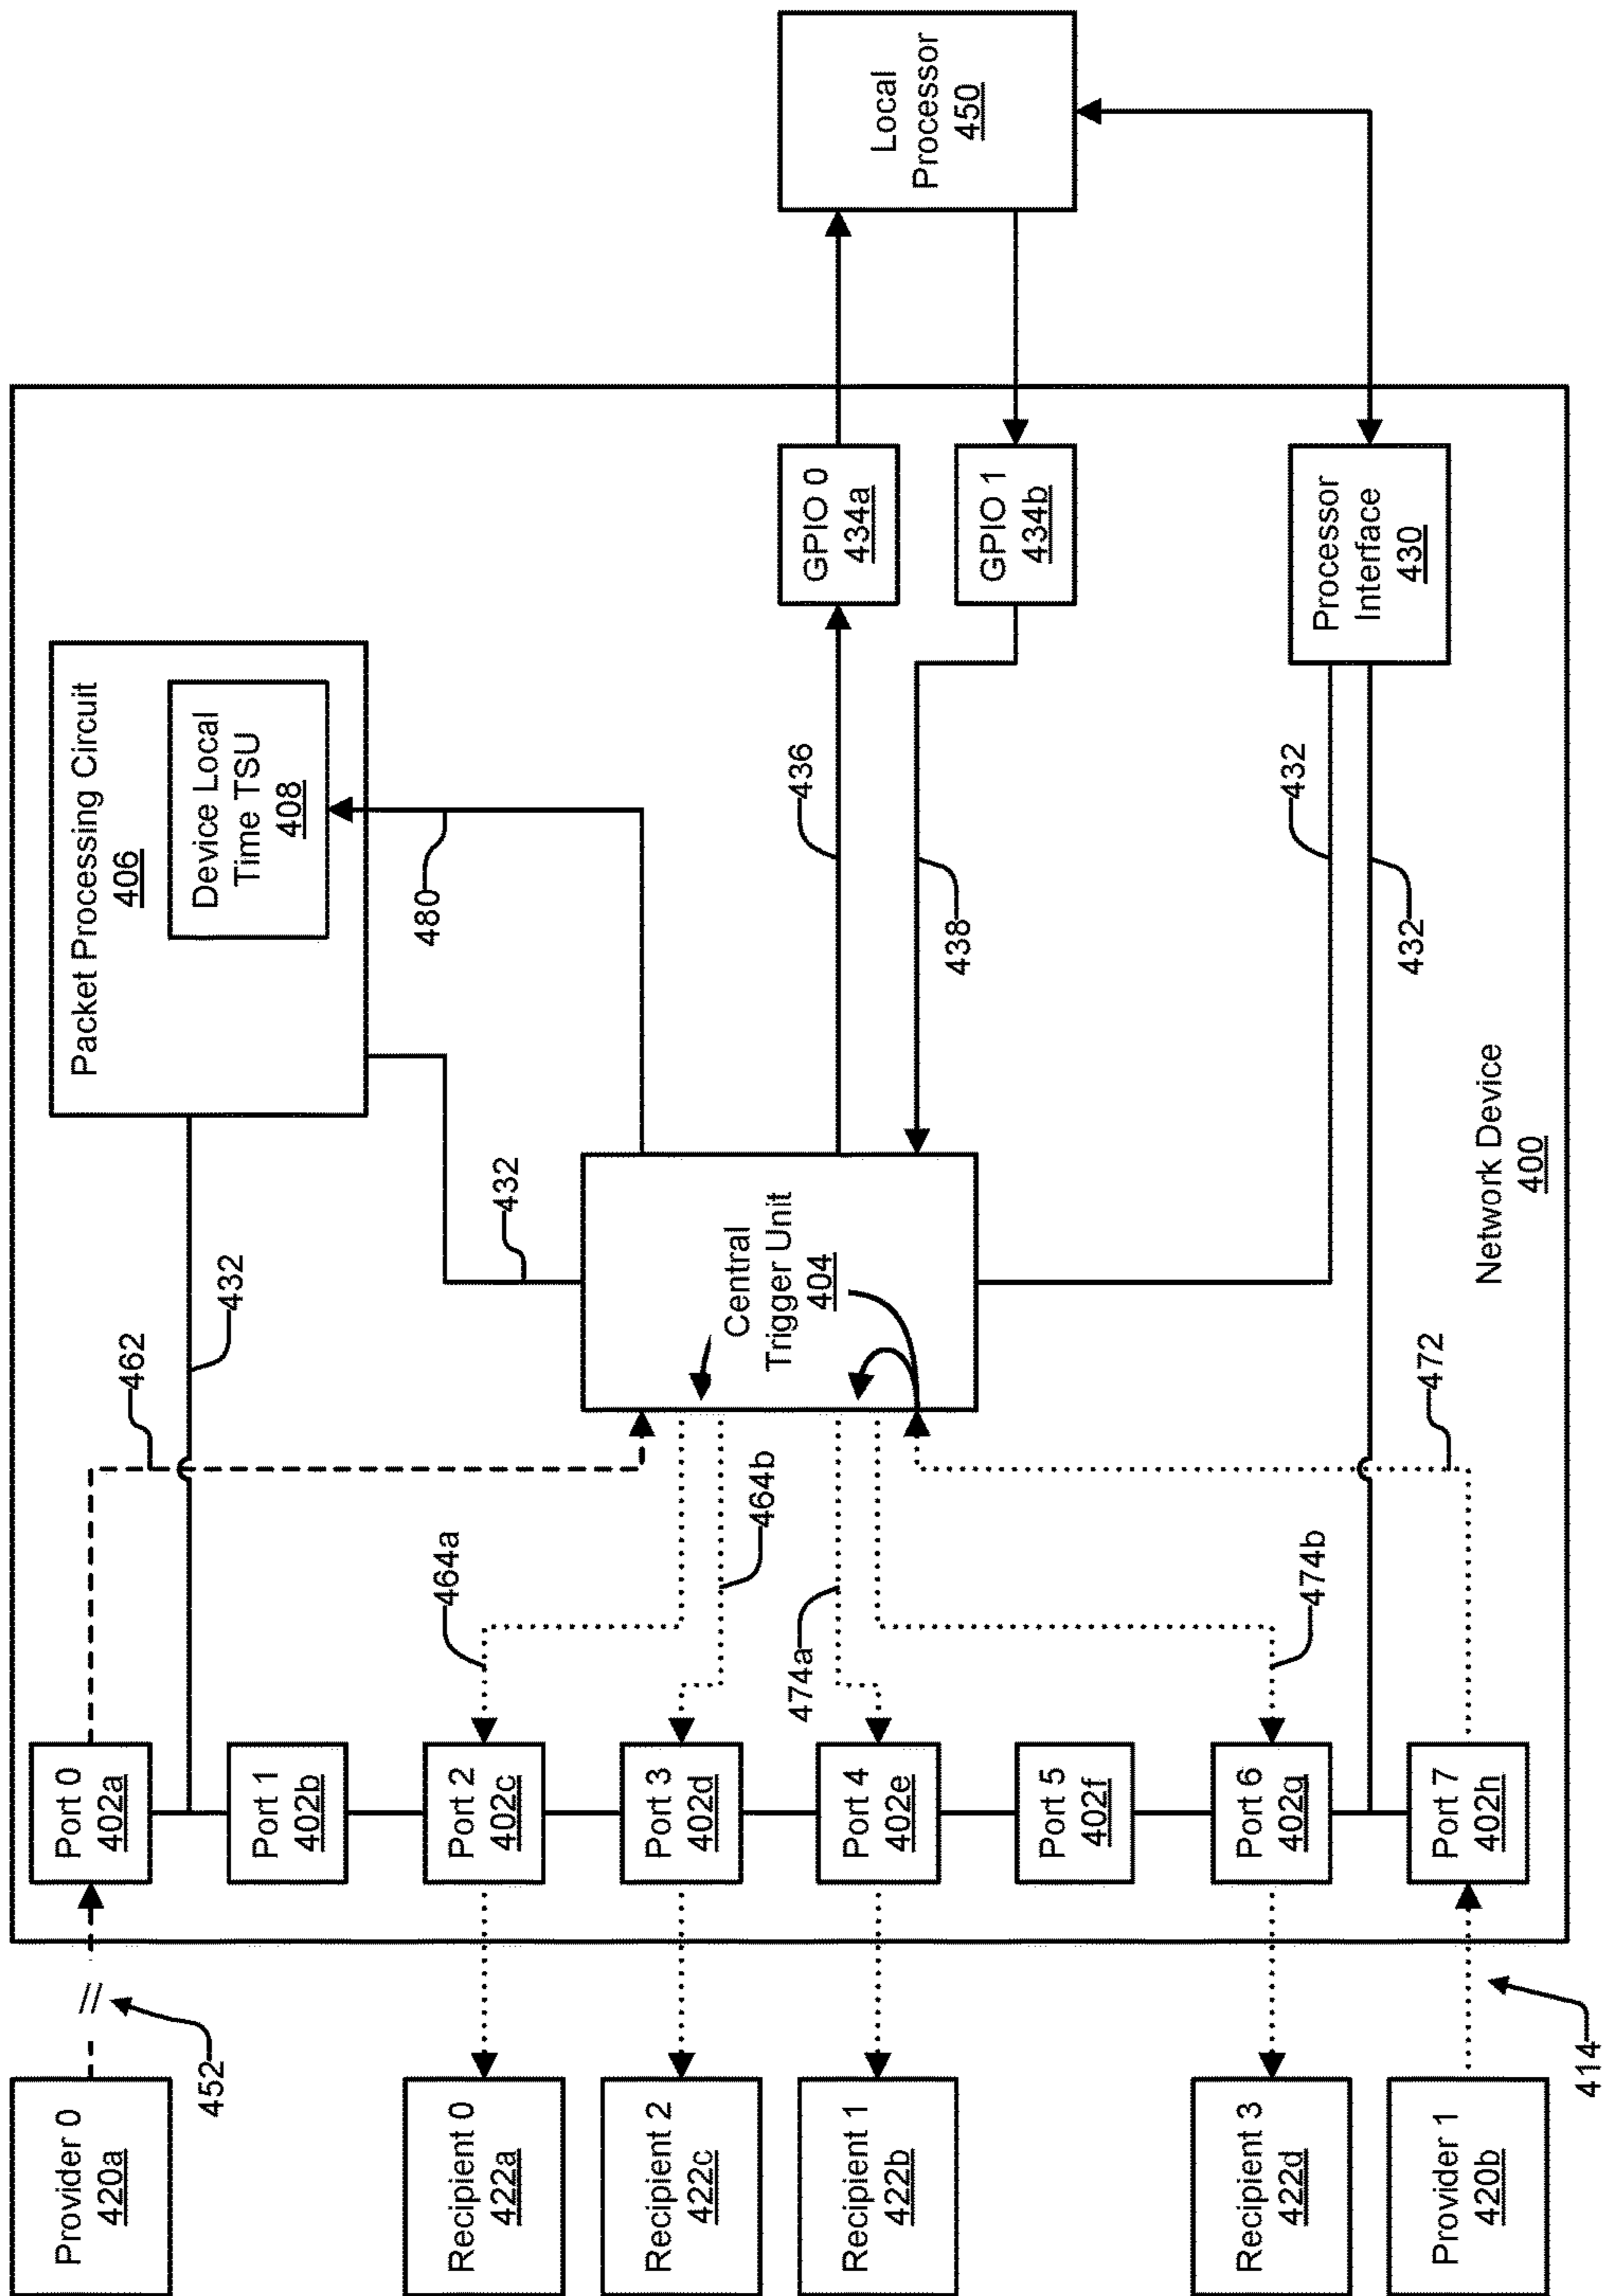 Provider 0
420a
452
Port 0
402a
462
432
Packet Processing Circuit
406
Device Local
Time TSU
408
Port 1
402b
432
480
Recipient 0
422a
Port 2
402c
464a
Recipient 2
422c
Port 3
402d
464b
Central
Trigger Unit
404
436
GPIO 0
434a
Local
Processor
450
Recipient 1
422b
Port 4
402e
474a
438
GPIO 1
434b
Port 5
402f
Recipient 3
422d
Port 6
402g
474b
432
432
Processor
Interface
430
Provider 1
420b
414
Port 7
402h
472
Network Device
400